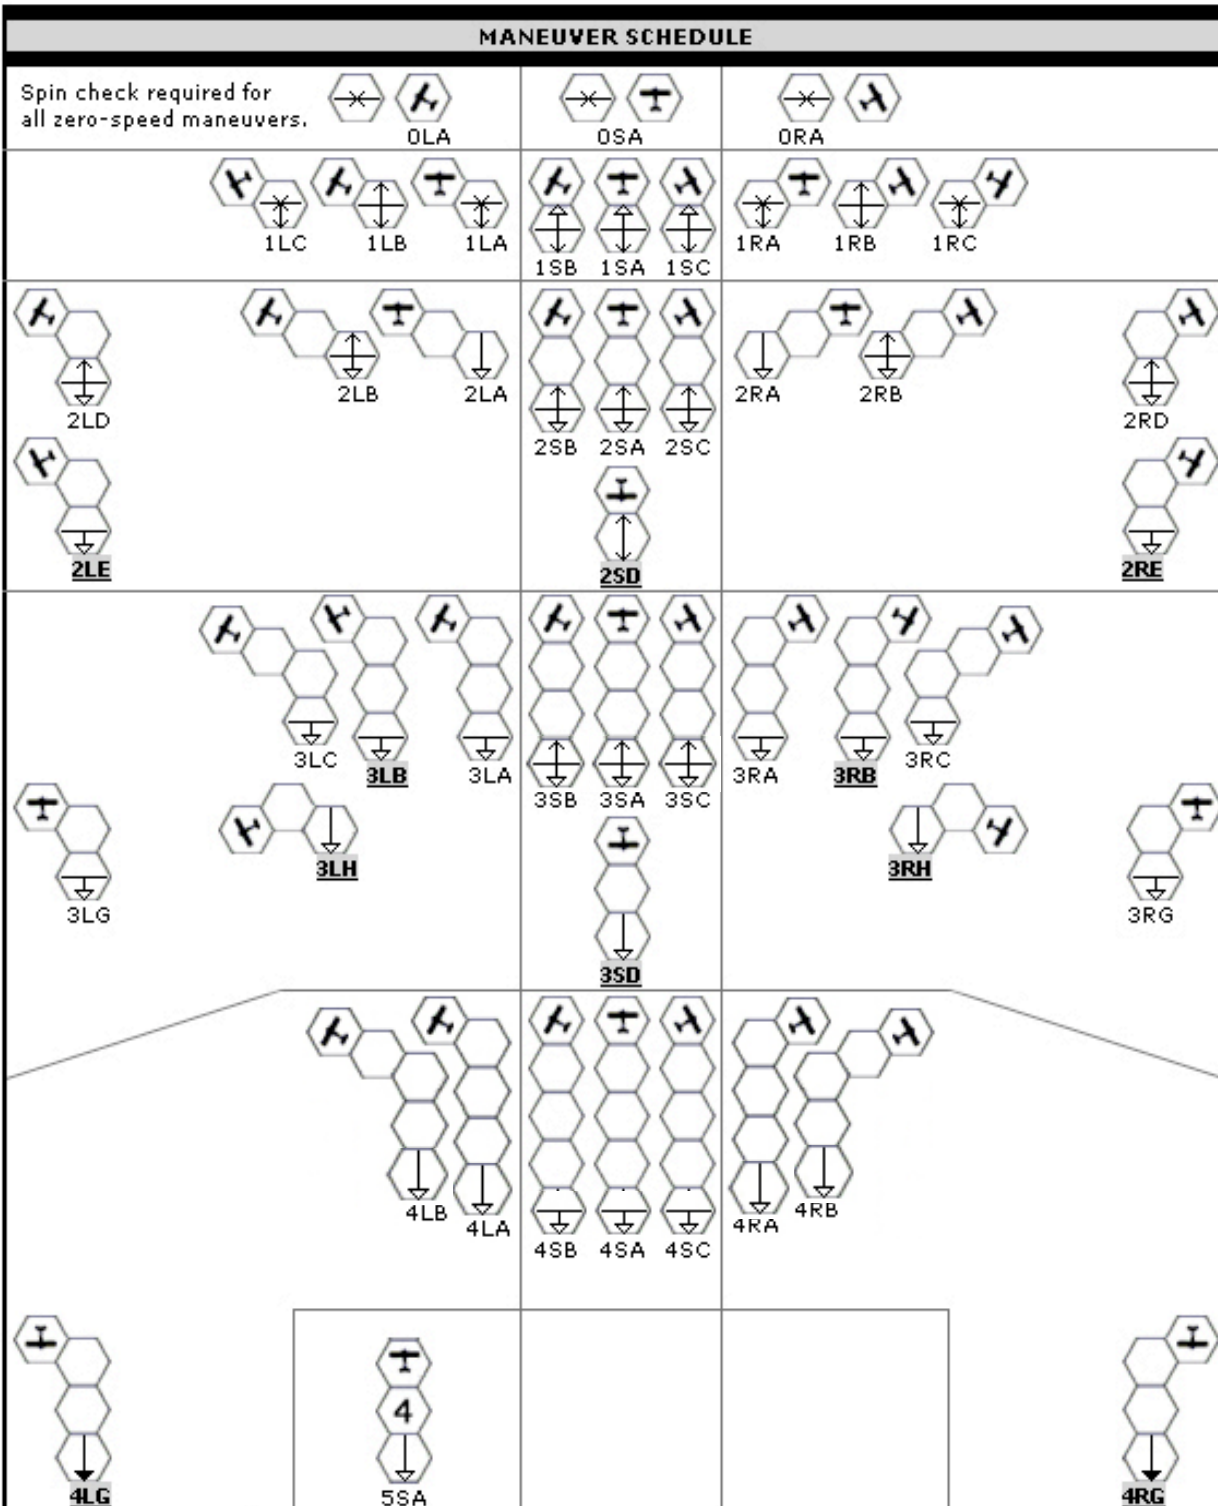 MANEUVER SCHEDULE
Spin check required for
all zero-speed maneuvers.
0LA
0SA
0RA
1LC
1LB
1LA
1SB
1SA
1SC
1RA
1RB
1RC
2LD
2LB
2LA
2SB
2SA
2SC
2RA
2RB
2RD
2LE
2SD
2RE
3LC
3LB
3LA
3SB
3SA
3SC
3RA
3RB
3RC
3LG
3LH
3SD
3RH
3RG
4LB
4LA
4SB
4SA
4SC
4RA
4RB
4LG
4
5SA
4RG